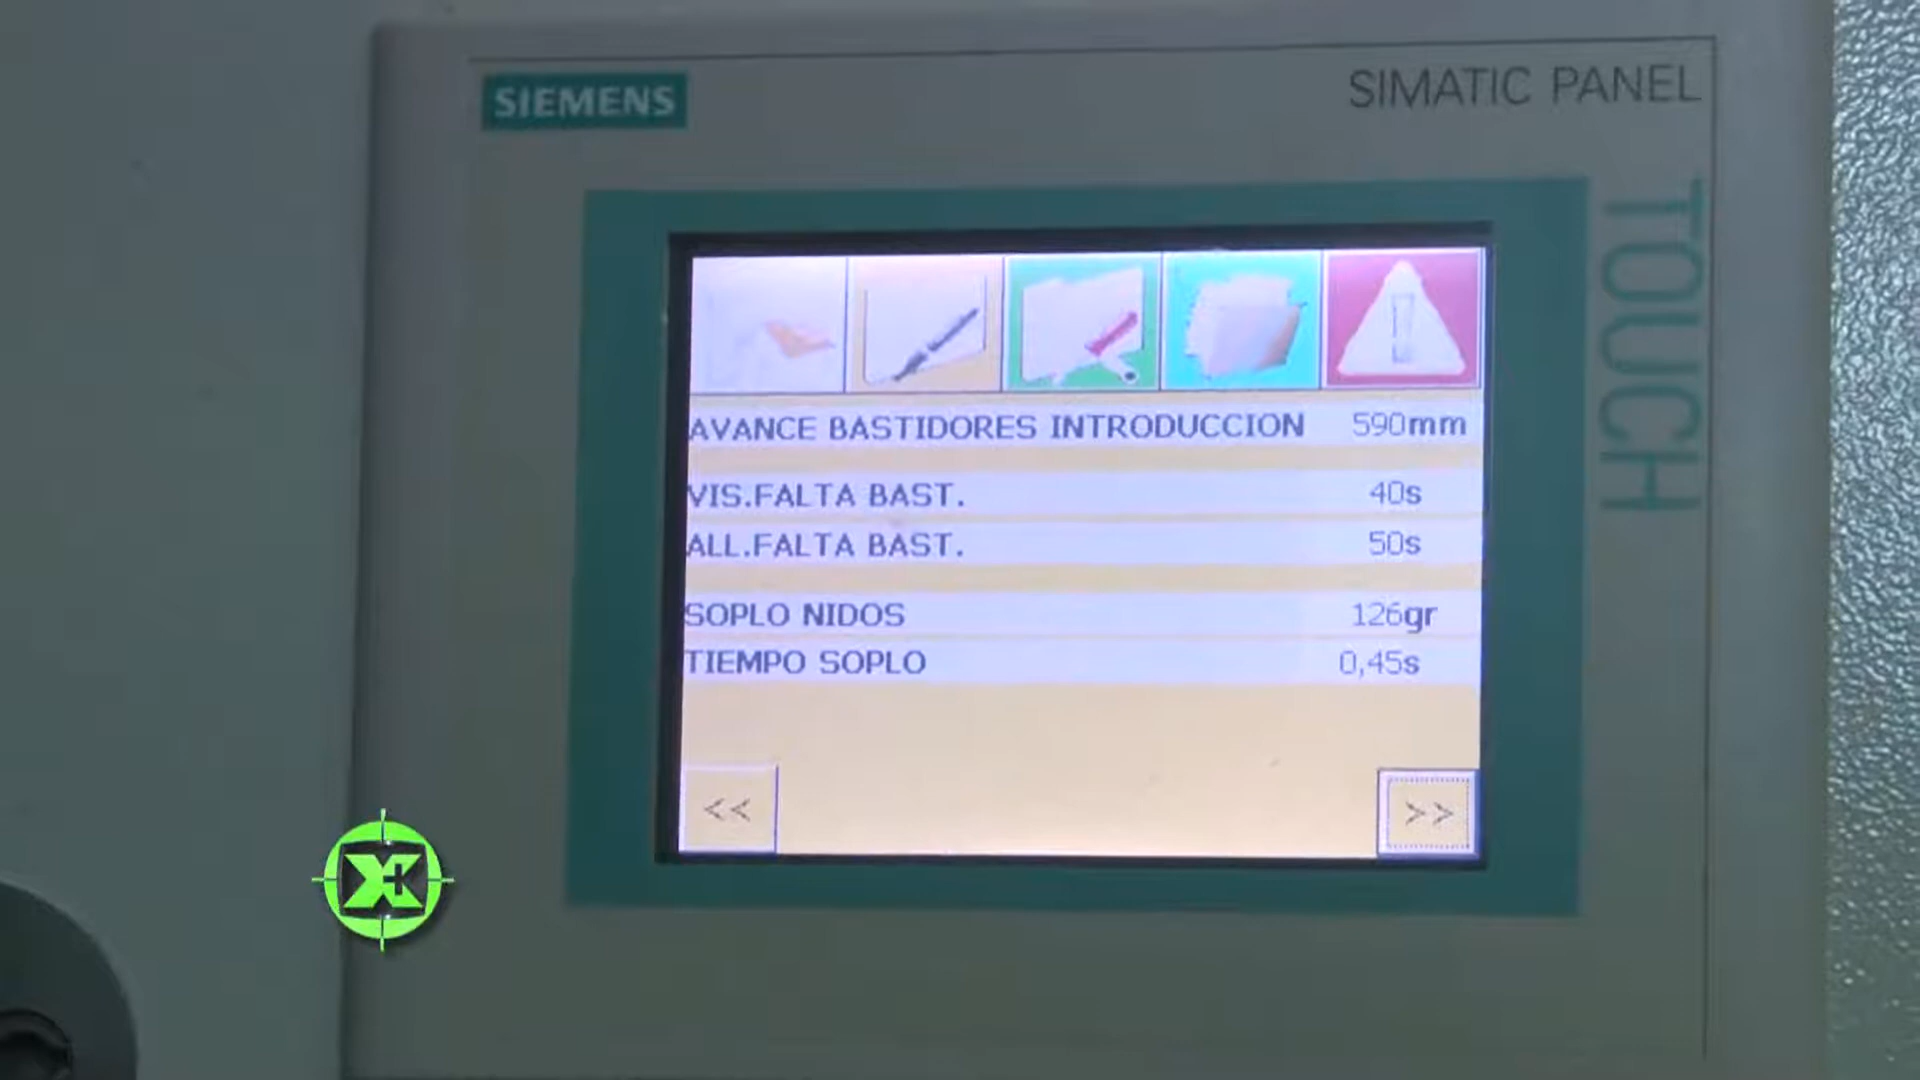 SIEMENS
SIMATIC PANEL
TOUCH
AVANCE BASTIDORES INTRODUCCION 590mm
VIS.FALTA BAST. 40s
ALL.FALTA BAST. 50s
SOPLO NIDOS 126gr
TIEMPO SOPLO 0,45s
<< >>
X+